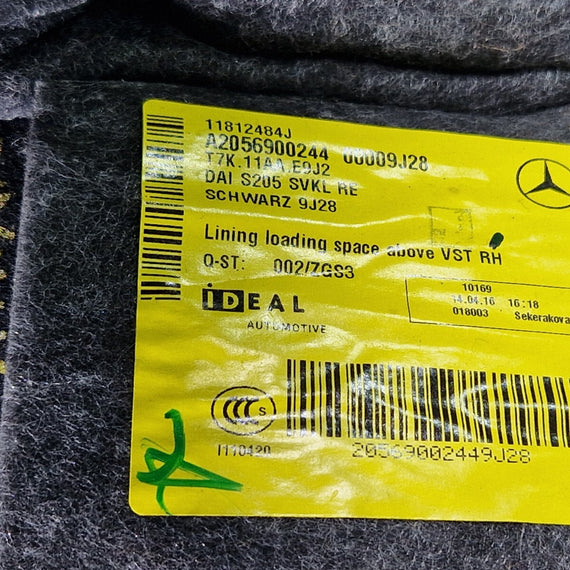 11812484J
A2056900244 00009J28
T7K.11AA.E9J2
DAI S205 SVKL RE
SCHWARZ 9J28
Lining loading space above VST RH
Q-ST: 002/ZGS3
10169
14.04.16 16:18
018003 Sekerakova
iDEAL
AUTOMOTIVE
CCC S
1170420
20569002449J28